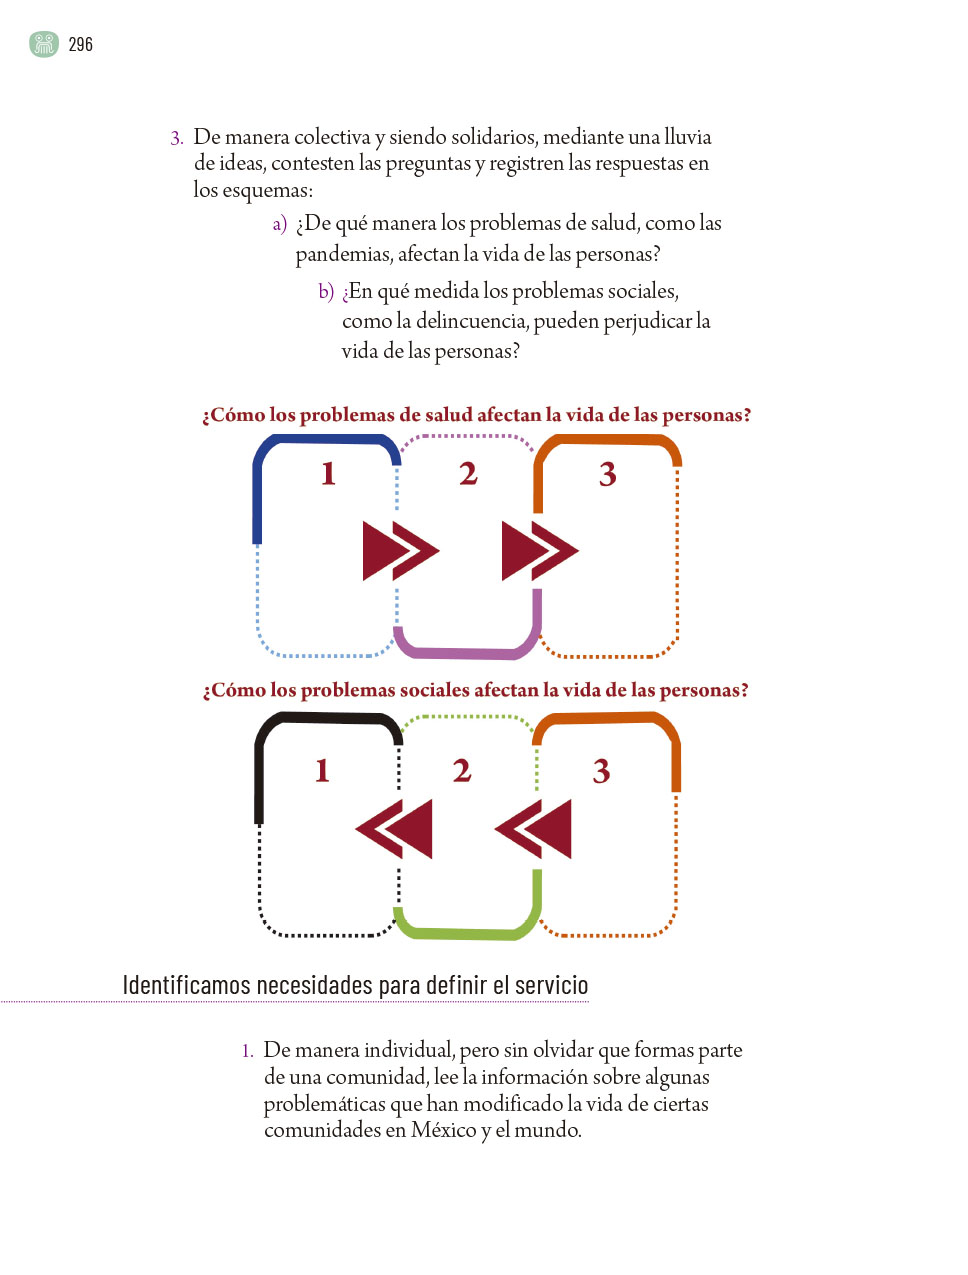 296
3. De manera colectiva y siendo solidarios, mediante una lluvia
de ideas, contesten las preguntas y registren las respuestas en
los esquemas:
a) ¿De qué manera los problemas de salud, como las
pandemias, afectan la vida de las personas?
b) ¿En qué medida los problemas sociales,
como la delincuencia, pueden perjudicar la
vida de las personas?
¿Cómo los problemas de salud afectan la vida de las personas?
1 2 3
¿Cómo los problemas sociales afectan la vida de las personas?
1 2 3
Identificamos necesidades para definir el servicio
1. De manera individual, pero sin olvidar que formas parte
de una comunidad, lee la información sobre algunas
problemáticas que han modificado la vida de ciertas
comunidades en México y el mundo.